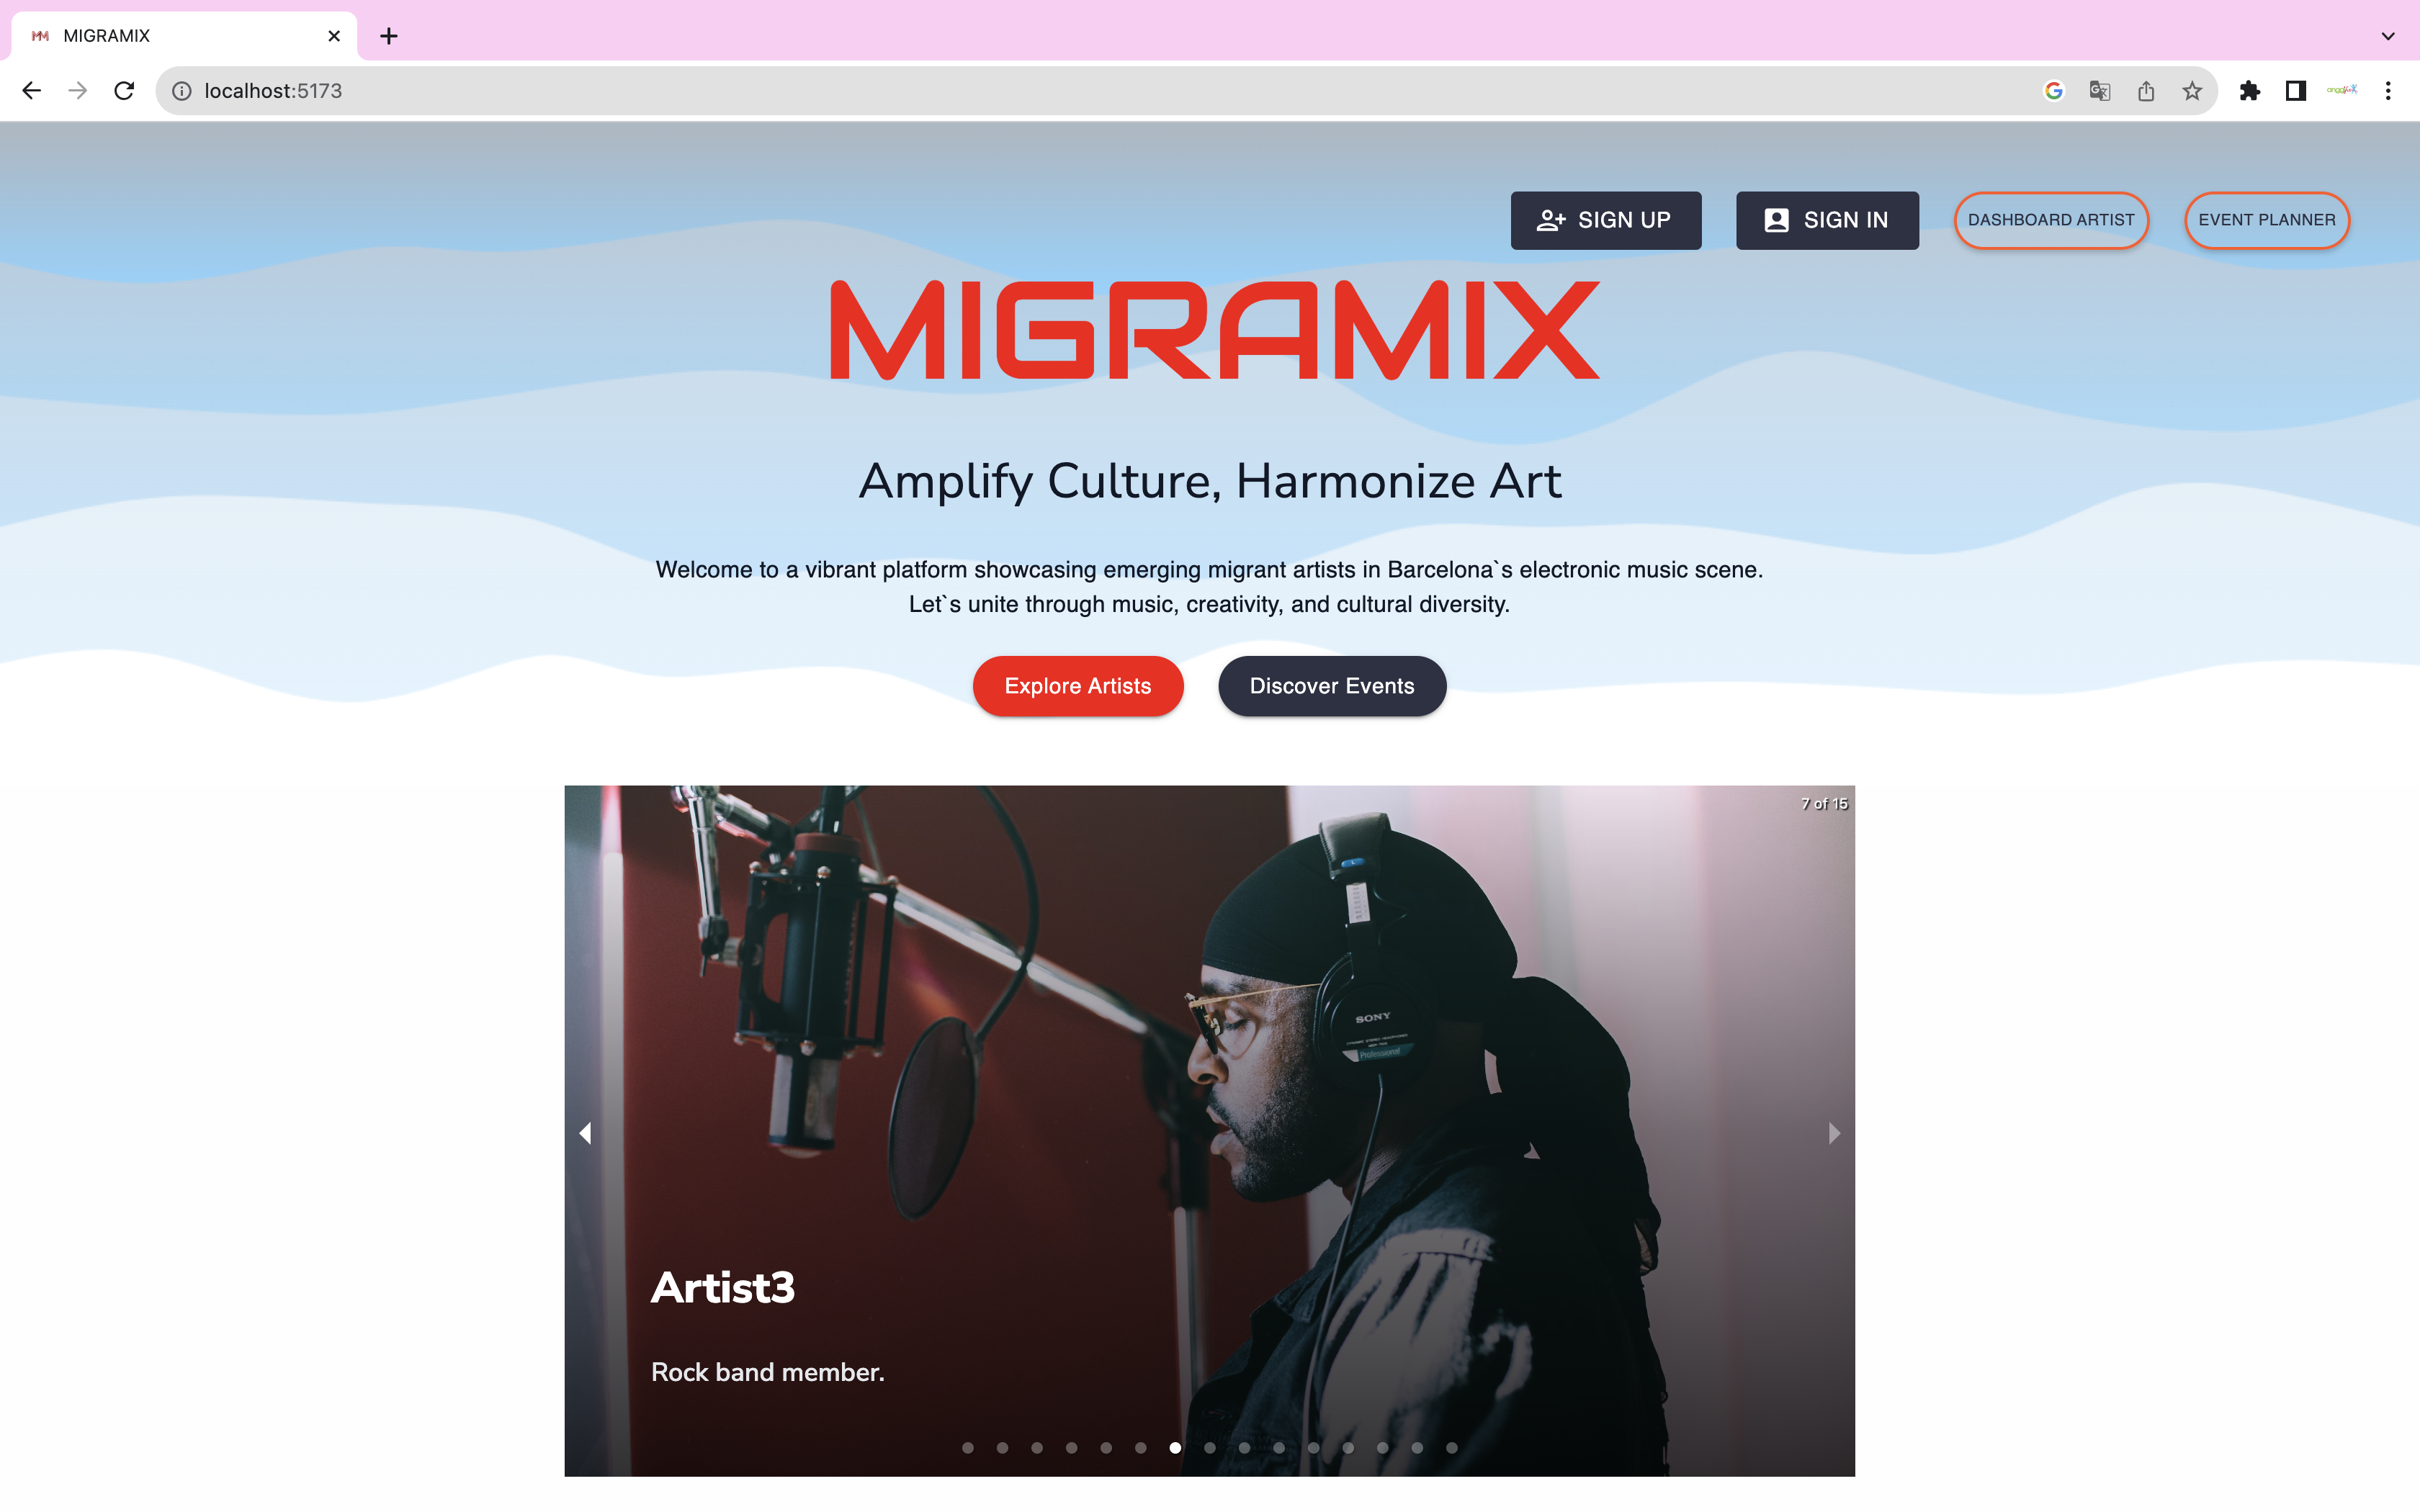 MIGRAMIX
localhost:5173
SIGN UP
SIGN IN
DASHBOARD ARTIST
EVENT PLANNER
MIGRAMIX
Amplify Culture, Harmonize Art
Welcome to a vibrant platform showcasing emerging migrant artists in Barcelona`s electronic music scene.
Let`s unite through music, creativity, and cultural diversity.
Explore Artists
Discover Events
7 of 15
SONY
Professional
Artist3
Rock band member.